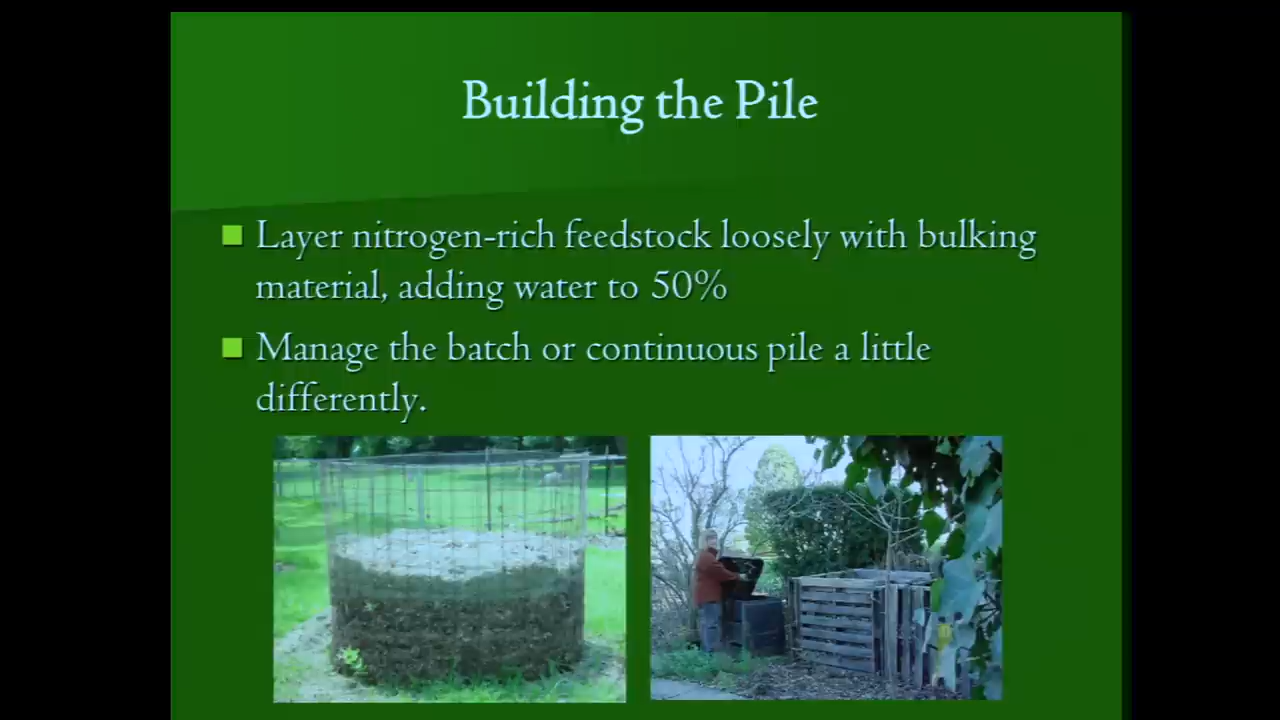 Building the Pile
Layer nitrogen-rich feedstock loosely with bulking
material, adding water to 50%
Manage the batch or continuous pile a little
differently.